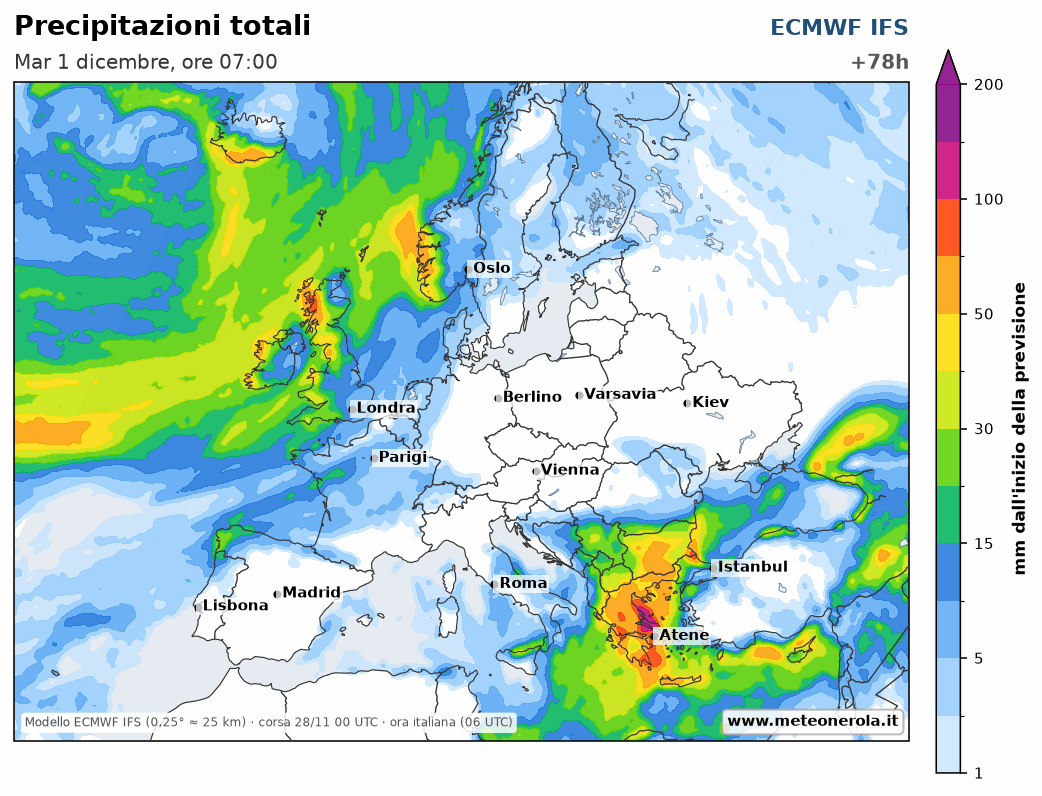 Precipitazioni totali
ECMWF IFS
Mar 1 dicembre, ore 07:00
+78h
200
100
50
30
15
5
1
mm dall'inizio della previsione
Oslo
Londra
Berlino
Varsavia
Kiev
Parigi
Vienna
Istanbul
Roma
Madrid
Lisbona
Atene
Modello ECMWF IFS (0,25° ≈ 25 km) · corsa 28/11 00 UTC · ora italiana (06 UTC)
www.meteonerola.it